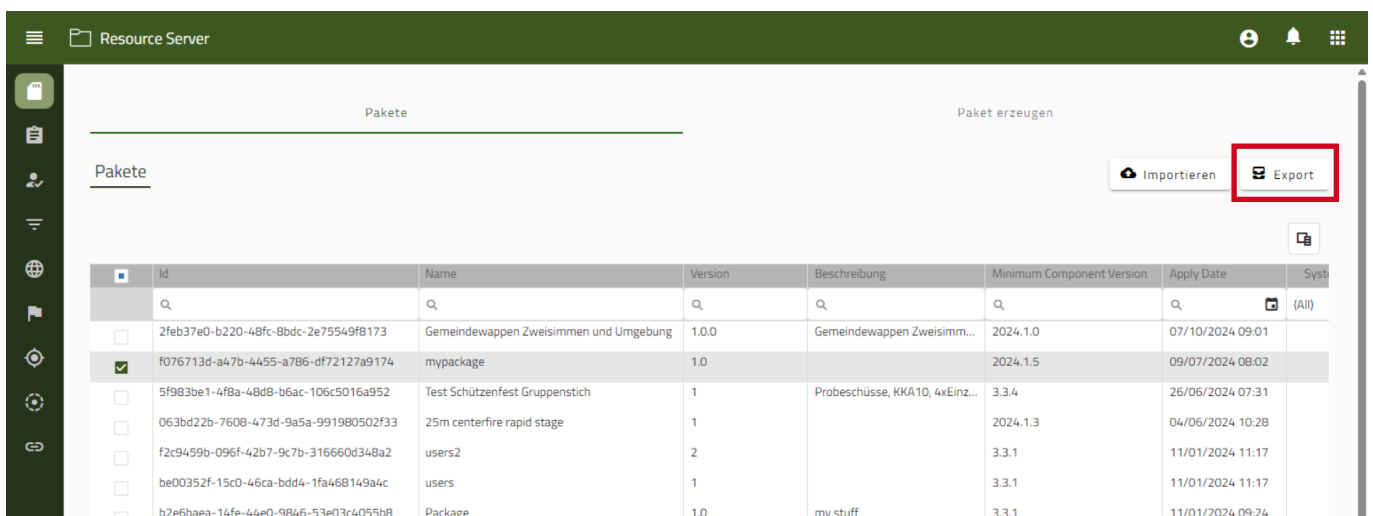 Resource Server
Pakete Paket erzeugen
Pakete Importieren Export
Id Name Version Beschreibung Minimum Component Version Apply Date Syst
(All)
2feb37e0-b220-48fc-8bdc-2e75549f8173 Gemeindewappen Zweisimmen und Umgebung 1.0.0 Gemeindewappen Zweisimm... 2024.1.0 07/10/2024 09:01
f076713d-a47b-4455-a786-df72127a9174 mypackage 1.0 2024.1.5 09/07/2024 08:02
5f983be1-4f8a-48d8-b6ac-106c5016a952 Test Schützenfest Gruppenstich 1 Probeschüsse, KKA10, 4xEinz... 3.3.4 26/06/2024 07:31
063bd22b-7608-473d-9a5a-991980502f33 25m centerfire rapid stage 1 2024.1.3 04/06/2024 10:28
f2c9459b-096f-42b7-9c7b-316660d348a2 users2 2 3.3.1 11/01/2024 11:17
be00352f-15c0-46ca-bdd4-1fa468149a4c users 1 3.3.1 11/01/2024 11:17
b2e6baea-14fe-44e0-9846-53e03c4055b8 Package 1.0 my stuff 3.3.1 11/01/2024 09:24